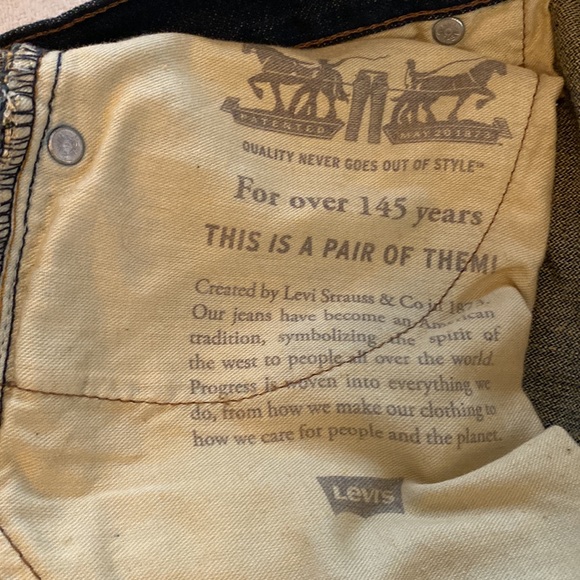 PATENTED MAY 20 1873
QUALITY NEVER GOES OUT OF STYLE™
For over 145 years
THIS IS A PAIR OF THEM!
Created by Levi Strauss & Co in 1873.
Our jeans have become an American
tradition, symbolizing the spirit of
the west to people all over the world.
Progress is woven into everything we
do, from how we make our clothing to
how we care for people and the planet.
Levi's